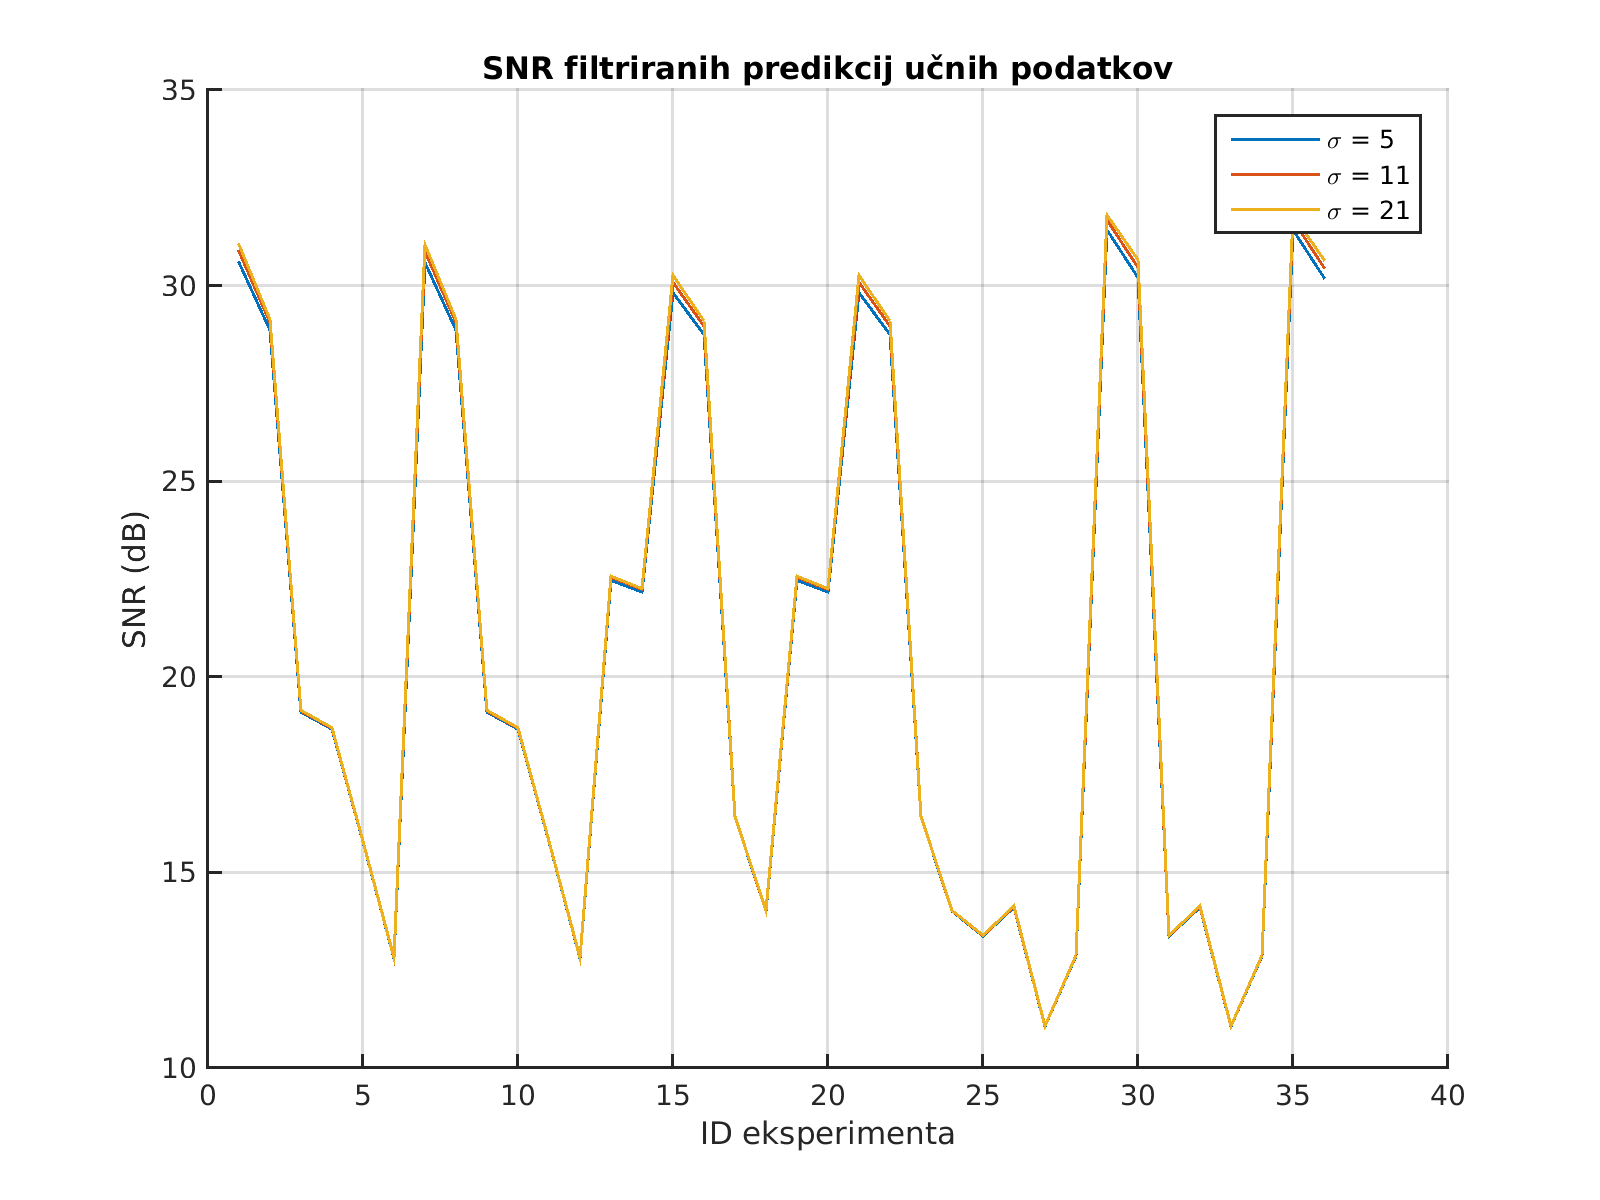 SNR filtriranih predikcij učnih podatkov
σ = 5
σ = 11
σ = 21
SNR (dB)
35
30
25
20
15
10
0 5 10 15 20 25 30 35 40
ID eksperimenta